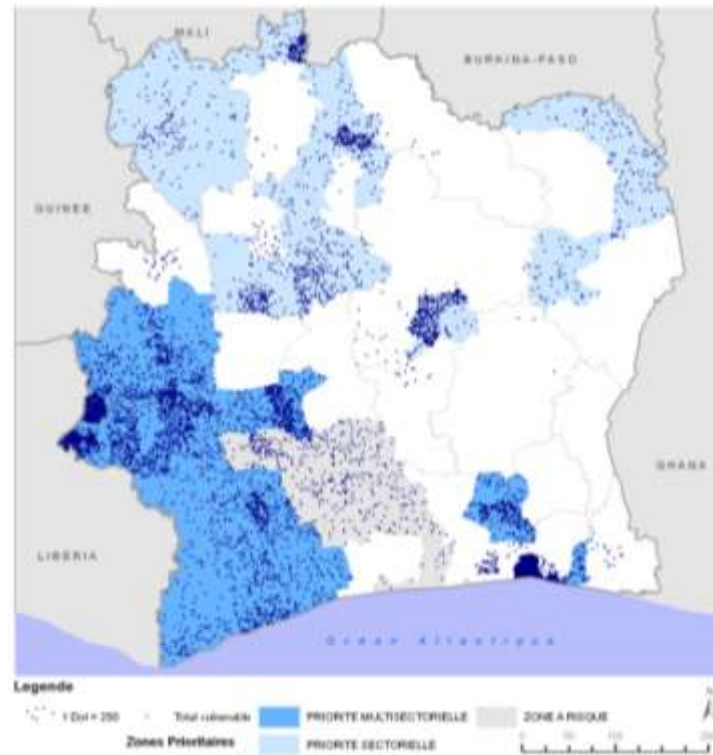 MALI
BURKINA-FASO
GUINEE
GHANA
LIBERIA
Océan Atlantique
Legende
1 Dot = 250
Total vulnerable
PRIORITE MULTISECTORIELLE
ZONE A RISQUE
Zones Prioritaires
PRIORITE SECTORIELLE